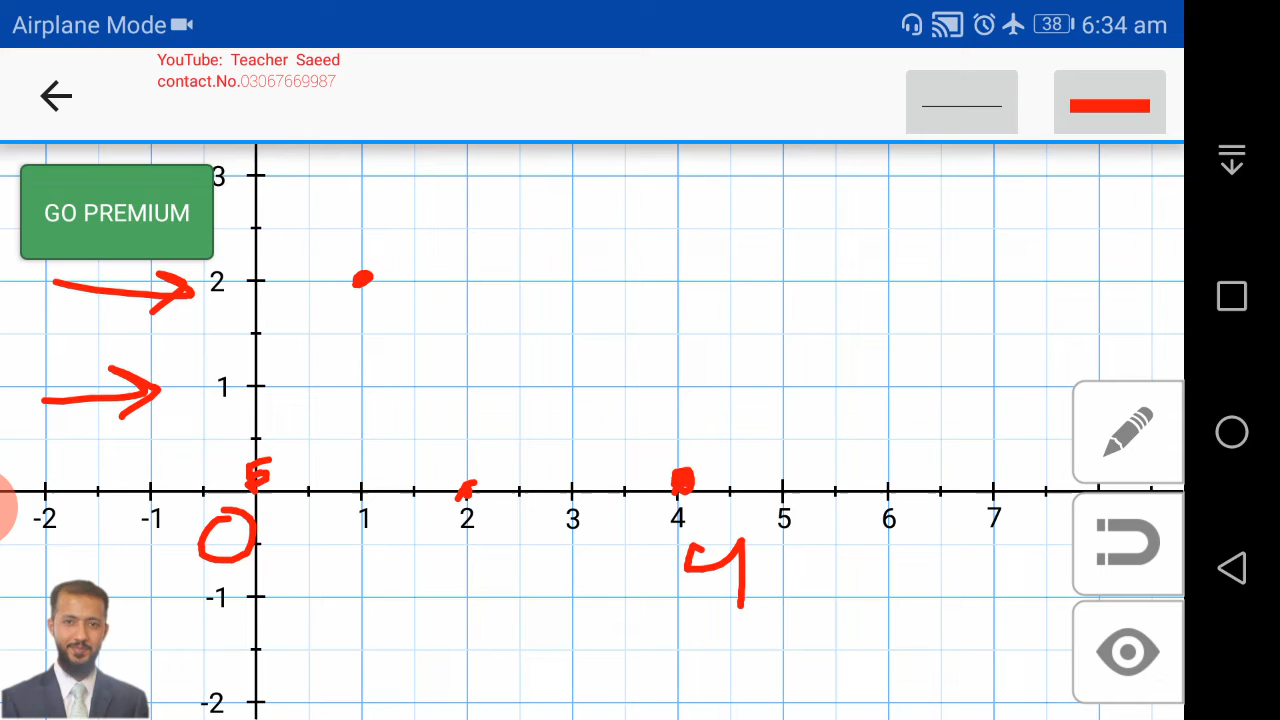 Airplane Mode 38 6:34 am
YouTube: Teacher Saeed
contact.No.03067669987
3
GO PREMIUM
2
1
-2 -1 1 2 3 4 5 6 7
0 4
-1
-2